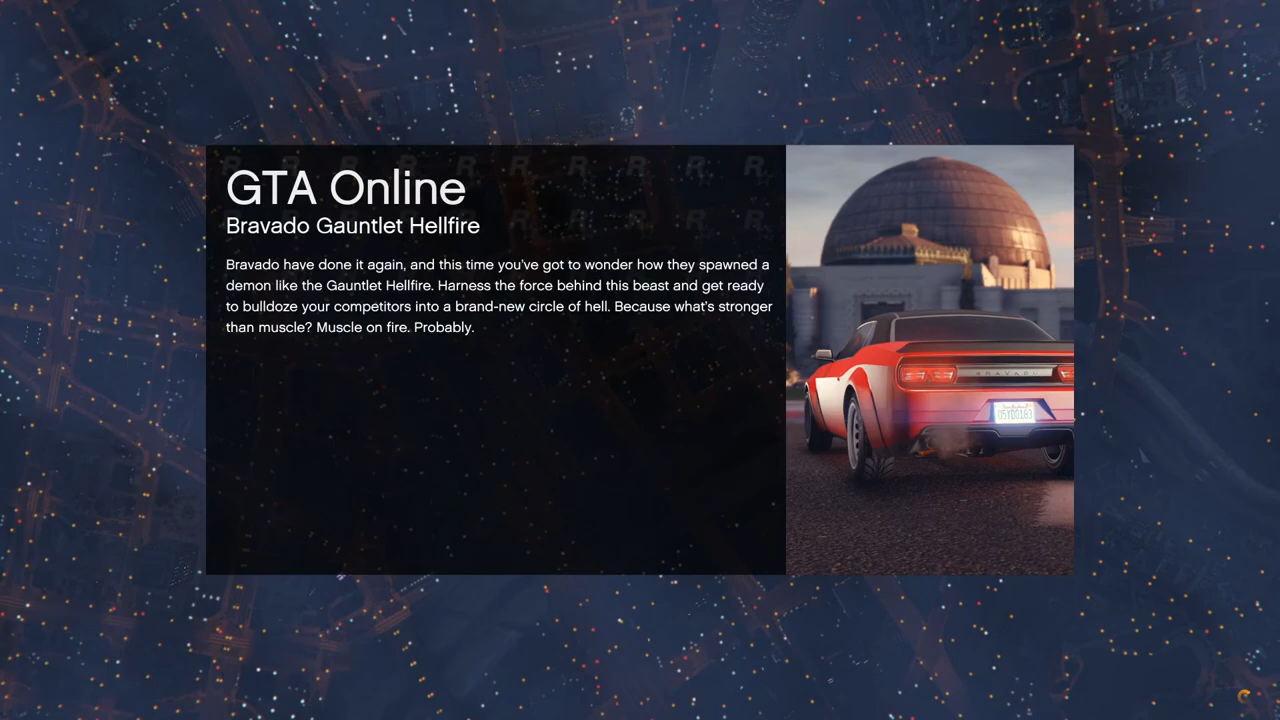 GTA Online
Bravado Gauntlet Hellfire
Bravado have done it again, and this time you've got to wonder how they spawned a
demon like the Gauntlet Hellfire. Harness the force behind this beast and get ready
to bulldoze your competitors into a brand-new circle of hell. Because what's stronger
than muscle? Muscle on fire. Probably.
BRAVADO